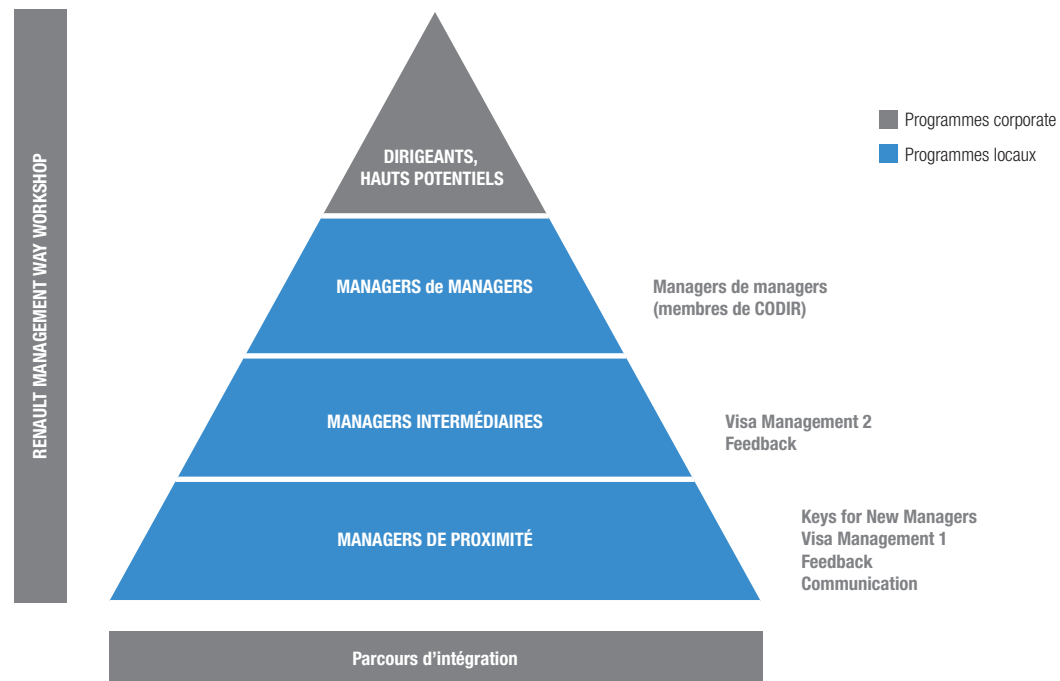 RENAULT MANAGEMENT WAY WORKSHOP
DIRIGEANTS,
HAUTS POTENTIELS
Programmes corporate
Programmes locaux
MANAGERS de MANAGERS
Managers de managers
(membres de CODIR)
MANAGERS INTERMÉDIAIRES
Visa Management 2
Feedback
MANAGERS DE PROXIMITÉ
Keys for New Managers
Visa Management 1
Feedback
Communication
Parcours d’intégration